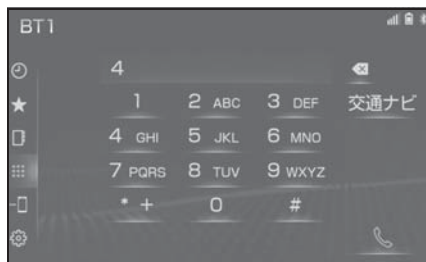 BT1
4
1 2 ABC 3 DEF 交通ナビ
4 GHI 5 JKL 6 MNO
7 PQRS 8 TUV 9 WXYZ
* + 0 #